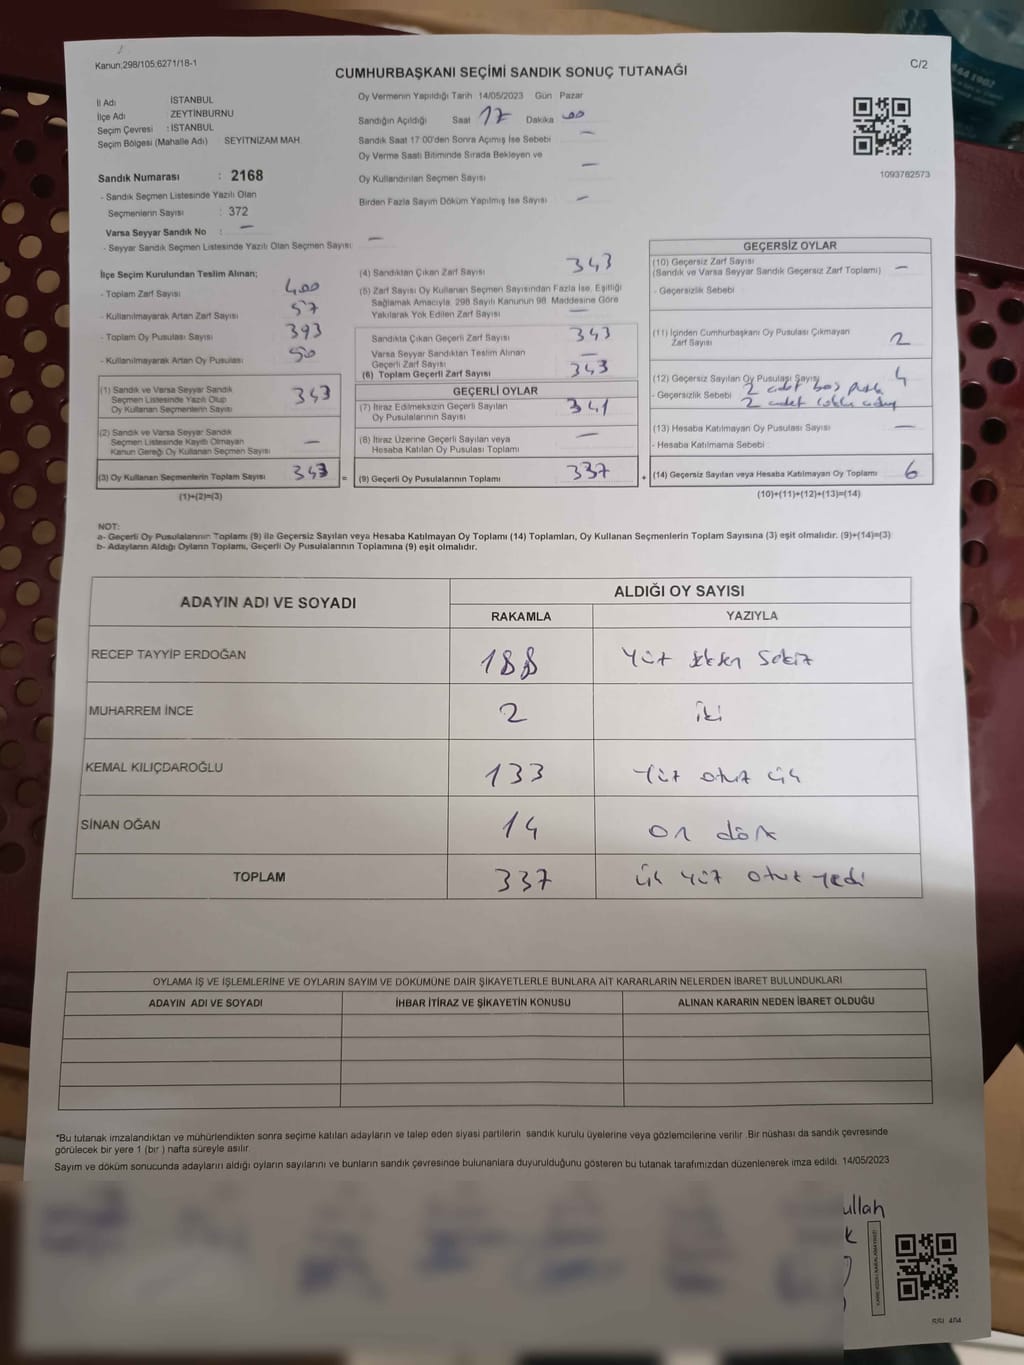 Kanun,298/105;6271/18-1
CUMHURBAŞKANI SEÇİMİ SANDIK SONUÇ TUTANAĞI
C/2
İl Adı İSTANBUL
İlçe Adı ZEYTİNBURNU
Seçim Çevresi : İSTANBUL
Seçim Bölgesi (Mahalle Adı) SEYİTNİZAM MAH.
Sandık Numarası : 2168
- Sandık Seçmen Listesinde Yazılı Olan
Seçmenlerin Sayısı : 372
Varsa Seyyar Sandık No : —
- Seyyar Sandık Seçmen Listesinde Yazılı Olan Seçmen Sayısı: —
Oy Vermenin Yapıldığı Tarih 14/05/2023 Gün Pazar
Sandığın Açıldığı Saat 17 Dakika 00
Sandık Saat 17 00'den Sonra Açımış İse Sebebi —
Oy Verme Saati Bitiminde Sırada Bekleyen ve
Oy Kullandırılan Seçmen Sayısı —
Birden Fazla Sayım Döküm Yapılmış İse Sayısı —
1093762573
İlçe Seçim Kurulundan Teslim Alınan;
- Toplam Zarf Sayısı 400
- Kullanılmayarak Artan Zarf Sayısı 57
- Toplam Oy Pusulası Sayısı 393
- Kullanılmayarak Artan Oy Pusulası 50
(1) Sandık ve Varsa Seyyar Sandık
Seçmen Listesinde Yazılı Olup
Oy Kullanan Seçmenlerin Sayısı 343
(2) Sandık ve Varsa Seyyar Sandık
Seçmen Listesinde Kayıtlı Olmayan
Kanun Gereği Oy Kullanan Seçmen Sayısı —
(3) Oy Kullanan Seçmenlerin Toplam Sayısı 343 =
(1)+(2)=(3)
(4) Sandıktan Çıkan Zarf Sayısı 343
(5) Zarf Sayısı Oy Kullanan Seçmen Sayısından Fazla İse, Eşitliği
Sağlamak Amacıyla, 298 Sayılı Kanunun 98. Maddesine Göre
Yakılarak Yok Edilen Zarf Sayısı —
Sandıkta Çıkan Geçerli Zarf Sayısı 343
Varsa Seyyar Sandıktan Teslim Alınan
Geçerli Zarf Sayısı —
(6) Toplam Geçerli Zarf Sayısı 343
GEÇERLİ OYLAR
(7) İtiraz Edilmeksizin Geçerli Sayılan
Oy Pusulalarının Sayısı 341
(8) İtiraz Üzerine Geçerli Sayılan veya
Hesaba Katılan Oy Pusulası Toplamı —
(9) Geçerli Oy Pusulalarının Toplamı 337 +
GEÇERSİZ OYLAR
(10) Geçersiz Zarf Sayısı
(Sandık ve Varsa Seyyar Sandık Geçersiz Zarf Toplamı) —
- Geçersizlik Sebebi
(11) İçinden Cumhurbaşkanı Oy Pusulası Çıkmayan
Zarf Sayısı 2
(12) Geçersiz Sayılan Oy Pusulası Sayısı 4
- Geçersizlik Sebebi 2 adet boş
2 adet
(13) Hesaba Katılmayan Oy Pusulası Sayısı —
- Hesaba Katılmama Sebebi
(14) Geçersiz Sayılan veya Hesaba Katılmayan Oy Toplamı 6
(10)+(11)+(12)+(13)=(14)
NOT:
a- Geçerli Oy Pusulalarının Toplamı (9) ile Geçersiz Sayılan veya Hesaba Katılmayan Oy Toplamı (14) Toplamları, Oy Kullanan Seçmenlerin Toplam Sayısına (3) eşit olmalıdır. (9)+(14)=(3)
b- Adayların Aldığı Oyların Toplamı, Geçerli Oy Pusulalarının Toplamına (9) eşit olmalıdır.
ADAYIN ADI VE SOYADI ALDIĞI OY SAYISI
RAKAMLA YAZIYLA
RECEP TAYYİP ERDOĞAN 188 Yüz seksen sekiz
MUHARREM İNCE 2 iki
KEMAL KILIÇDAROĞLU 133 Yüz otuz üç
SİNAN OĞAN 14 on dört
TOPLAM 337 üç yüz otuz yedi
OYLAMA İŞ VE İŞLEMLERİNE VE OYLARIN SAYIM VE DÖKÜMÜNE DAİR ŞİKAYETLERLE BUNLARA AİT KARARLARIN NELERDEN İBARET BULUNDUKLARI
ADAYIN ADI VE SOYADI İHBAR İTİRAZ VE ŞİKAYETİN KONUSU ALINAN KARARIN NEDEN İBARET OLDUĞU
*Bu tutanak imzalandıktan ve mühürlendikten sonra seçime katılan adayların ve talep eden siyasi partilerin sandık kurulu üyelerine veya gözlemcilerine verilir. Bir nüshası da sandık çevresinde
görülecek bir yere 1 (bir ) hafta süreyle asılır.
Sayım ve döküm sonucunda adayların aldığı oyların sayılarını ve bunların sandık çevresinde bulunanlara duyurulduğunu gösteren bu tutanak tarafımızdan düzenlenerek imza edildi. 14/05/2023
ullah
k